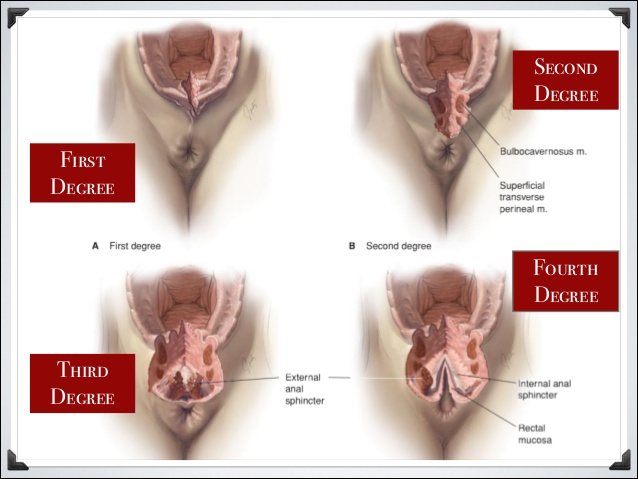 First
Degree
Second
Degree
Bulbocavernosus m.
Superficial
transverse
perineal m.
A First degree
B Second degree
Third
Degree
Fourth
Degree
External
anal
sphincter
Internal anal
sphincter
Rectal
mucosa